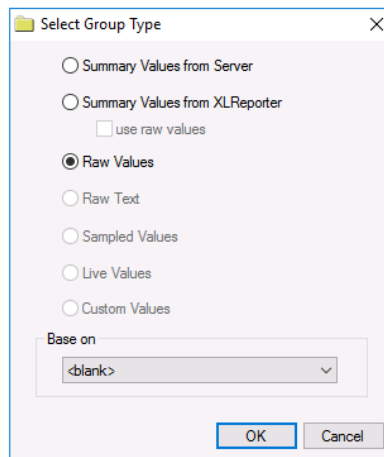 Select Group Type
Summary Values from Server
Summary Values from XLReporter
use raw values
Raw Values
Raw Text
Sampled Values
Live Values
Custom Values
Base on
<blank>
OK Cancel